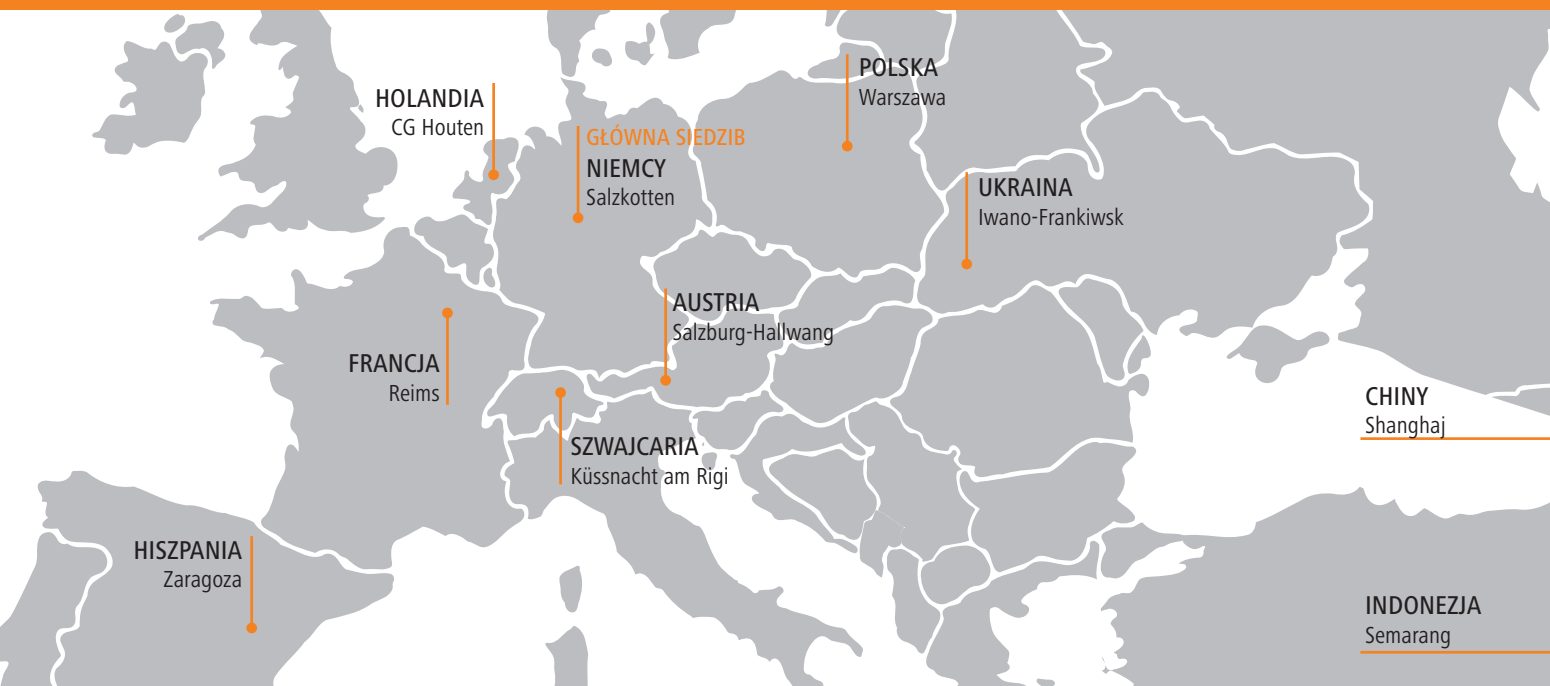 POLSKA
Warszawa
HOLANDIA
CG Houten
GŁÓWNA SIEDZIB
NIEMCY
Salzkotten
UKRAINA
Iwano-Frankiwsk
AUSTRIA
Salzburg-Hallwang
FRANCJA
Reims
SZWAJCARIA
Küssnacht am Rigi
CHINY
Shanghaj
HISZPANIA
Zaragoza
INDONEZJA
Semarang